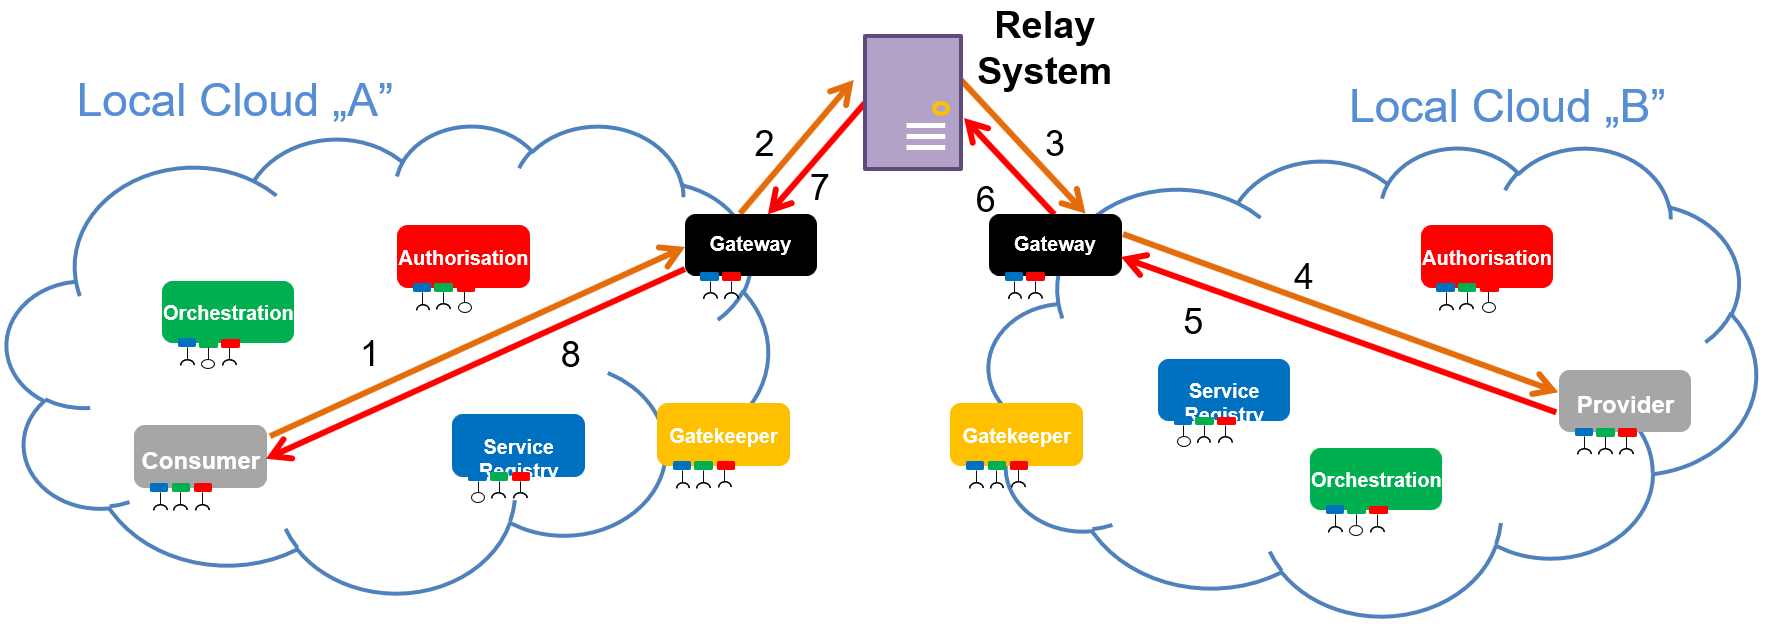 Relay
System
Local Cloud „A”
Local Cloud „B”
2
3
7
6
Gateway
Gateway
Authorisation
Authorisation
4
Orchestration
5
1
8
Service
Registry
Provider
Gatekeeper
Gatekeeper
Consumer
Service
Registry
Orchestration